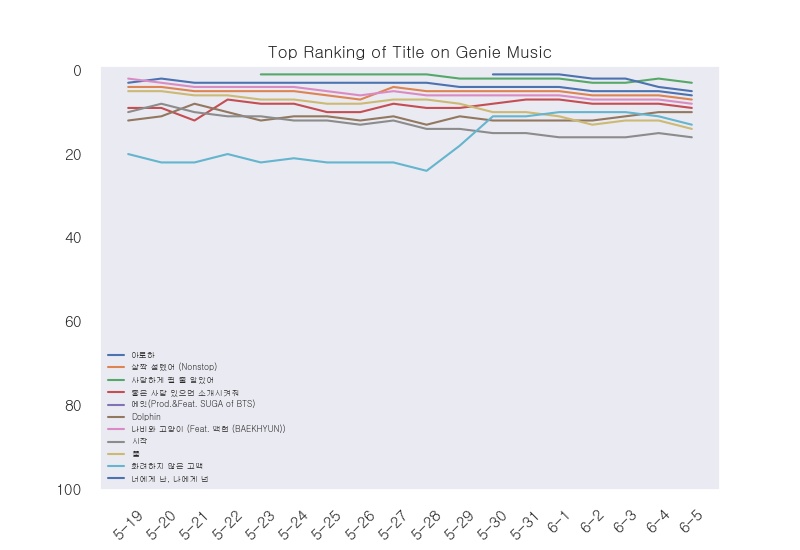 Top Ranking of Title on Genie Music
0
20
40
60
80
100
아로하
살짝 설렜어 (Nonstop)
사랑하게 될 줄 알았어
좋은 사람 있으면 소개시켜줘
에잇(Prod.&Feat. SUGA of BTS)
Dolphin
나비와 고양이 (Feat. 백현 (BAEKHYUN))
시작
화려하지 않은 고백
너에게 난, 나에게 넌
5-19
5-20
5-21
5-22
5-23
5-24
5-25
5-26
5-27
5-28
5-29
5-30
5-31
6-1
6-2
6-3
6-4
6-5